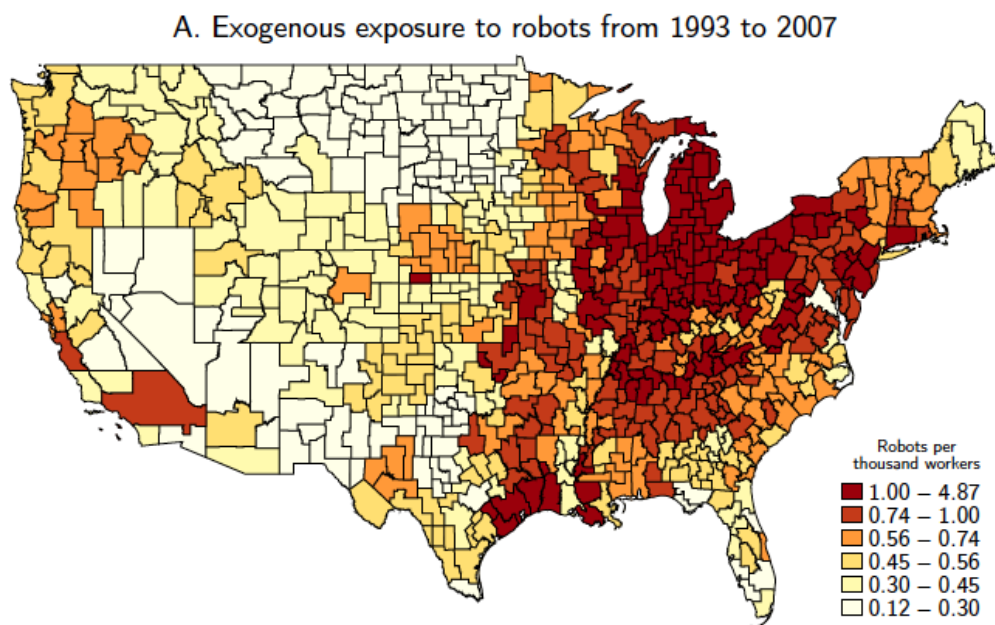 A. Exogenous exposure to robots from 1993 to 2007
Robots per
thousand workers
1.00 – 4.87
0.74 – 1.00
0.56 – 0.74
0.45 – 0.56
0.30 – 0.45
0.12 – 0.30